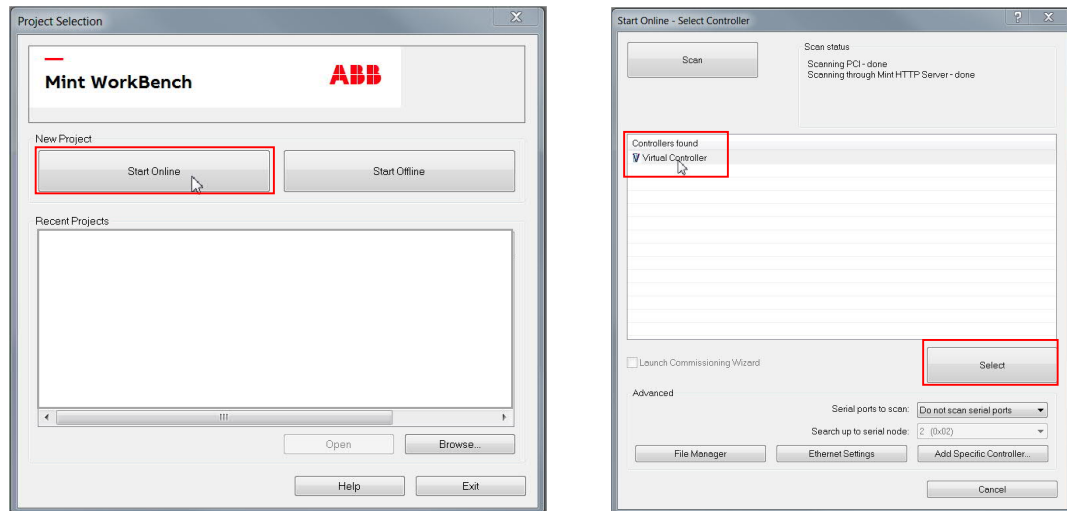 Project Selection
Mint WorkBench
ABB
New Project
Start Online
Start Offline
Recent Projects
Open
Browse...
Help
Exit
Start Online - Select Controller
Scan
Scan status
Scanning PCI - done
Scanning through Mint HTTP Server - done
Controllers found
Virtual Controller
Launch Commissioning Wizard
Select
Advanced
Serial ports to scan: Do not scan serial ports
Search up to serial node: 2 (0x02)
File Manager
Ethernet Settings
Add Specific Controller...
Cancel